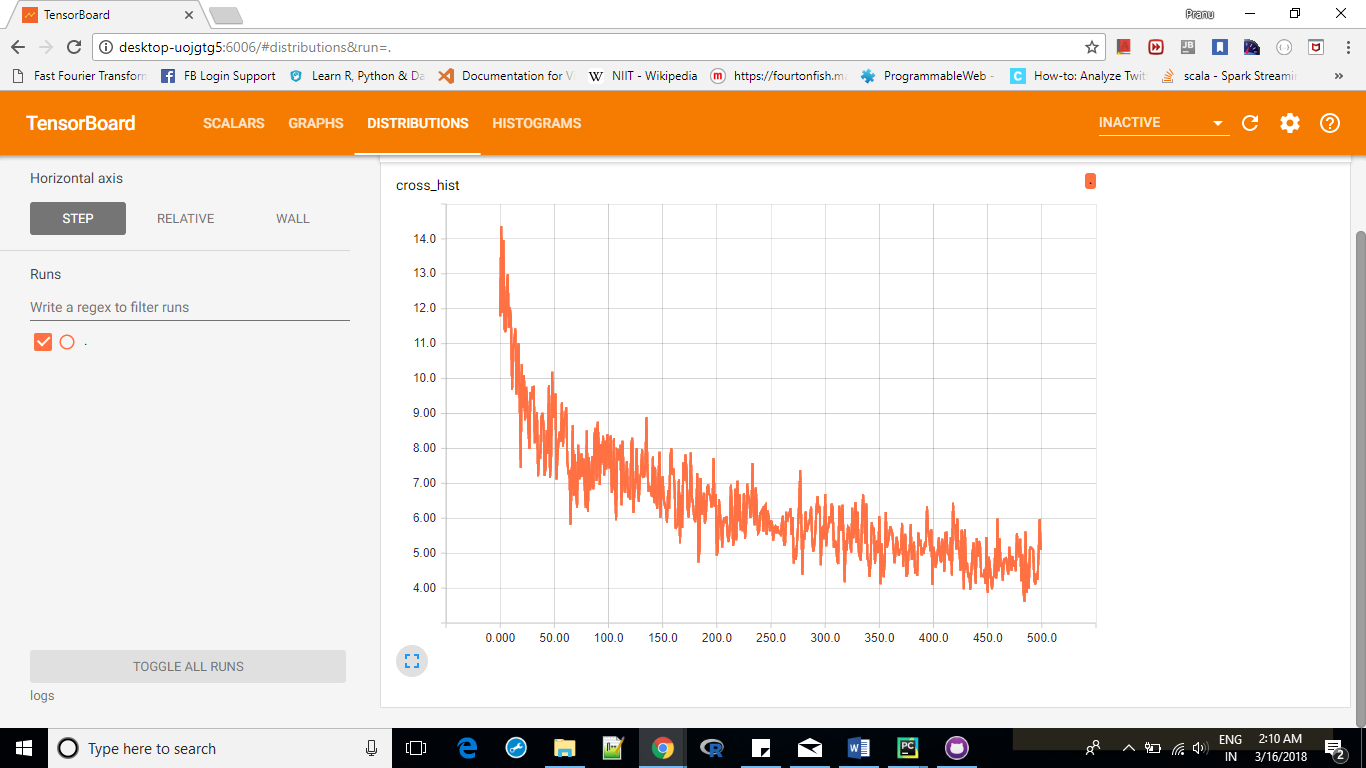 TensorBoard
Pranu
desktop-uojgtg5:6006/#distributions&run=.
Fast Fourier Transform
FB Login Support
Learn R, Python & Da
Documentation for V
W NIIT - Wikipedia
m https://fourtonfish.m
ProgrammableWeb -
C How-to: Analyze Twit
scala - Spark Streami
»
TensorBoard
SCALARS
GRAPHS
DISTRIBUTIONS
HISTOGRAMS
INACTIVE
Horizontal axis
STEP
RELATIVE
WALL
Runs
Write a regex to filter runs
.
TOGGLE ALL RUNS
logs
cross_hist
.
14.0
13.0
12.0
11.0
10.0
9.00
8.00
7.00
6.00
5.00
4.00
0.000 50.00 100.0 150.0 200.0 250.0 300.0 350.0 400.0 450.0 500.0
Type here to search
ENG
IN
2:10 AM
3/16/2018
2